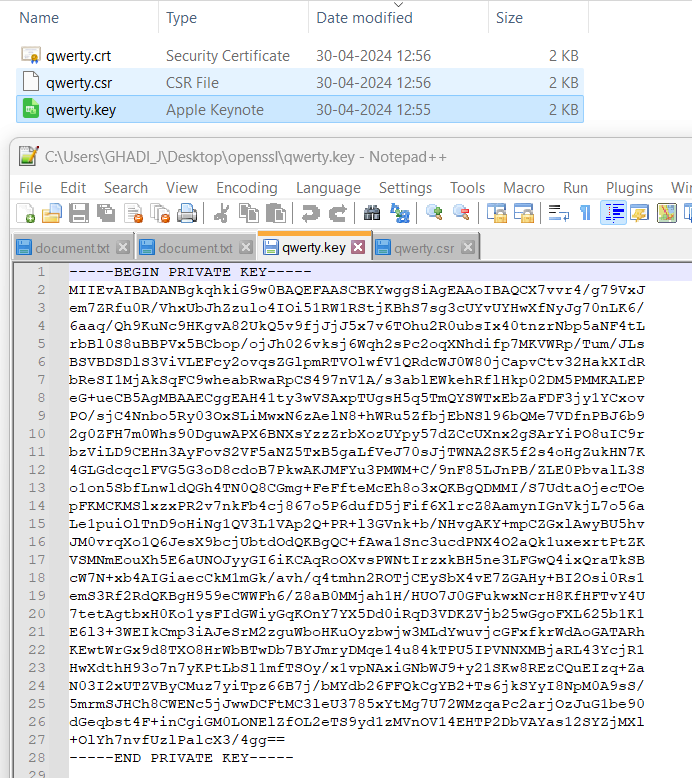 Name Type Date modified Size
qwerty.crt Security Certificate 30-04-2024 12:56 2 KB
qwerty.csr CSR File 30-04-2024 12:56 2 KB
qwerty.key Apple Keynote 30-04-2024 12:55 2 KB
C:\Users\GHADI_J\Desktop\openssl\qwerty.key - Notepad++
File Edit Search View Encoding Language Settings Tools Macro Run Plugins
document.txt document.txt qwerty.key qwerty.csr
1 -----BEGIN PRIVATE KEY-----
2 MIIEvAIBADANBgkqhkiG9w0BAQEFAASCBKYwggSiAgEAAoIBAQCX7vvr4/g79VxJ
3 em7ZRfu0R/VhxUbJhZzulo4IOi51RW1RStjKBhS7sg3cUYvUYHwXfNyJg70nLK6/
4 6aaq/Qh9KuNc9HKgvA82UkQ5v9fjJjJ5x7v6TOhu2R0ubsIx40tnzrNbp5aNF4tL
5 rbBl0S8uBBPVx5BCbop/ojJh026vksj6Wqh2sPc2oqXNhdifp7MKVWRp/Tum/JLs
6 BSVBDSDlS3ViVLEFcy2ovqsZGlpmRTVOlwfV1QRdcWJ0W80jCapvCtv32HakXIdR
7 bReSI1MjAkSqFC9wheabRwaRpCS497nV1A/s3ablEWkehRflHkp02DM5PMMKALEP
8 eG+ueCB5AgMBAAECggEAH41ty3wVSAxpTUgsH5q5TmQYSWTxEbZaFDF3jy1YCxov
9 PO/sjC4Nnbo5Ry03OxSLiMwxN6zAelN8+hWRu5ZfbjEbNSl96bQMe7VDfnPBJ6b9
10 2g0ZFH7m0Whs90DguwAPX6BNXsYzzZrbXozUYpy57dZCcUXnx2gSAryiPO8uIC9r
11 bzViLD9CEHn3AyFovS2VF5aNZ5TxB5gaLfVeJ70sJjTWNA2SK5f2s4oHgZukHN7K
12 4GLGdcqclFVG5G3oD8cdoB7PkwAKJMFYu3PMWM+C/9nF85LJnPB/ZLE0PbvalL3S
13 o1on5SbfLnwldQGh4TN0Q8CGmg+FeFfteMcEh8o3xQKBgQDMMI/S7UdtaOjecTOe
14 pFKMCKMSlxzxPR2v7nkFb4cj867o5P6dufD5jFif6XlrcZ8AamynIGnVkjL7o56a
15 Le1puiOlTnD9oHiNg1QV3L1VAp2Q+PR+l3GVnk+b/NHvgAKY+mpCZGxlAwyBU5hv
16 JM0vrqXo1Q6JesX9bcjUbtdOdQKBgQC+fAwa1Snc3ucdPNX4O2aQk1uxexrtPtZK
17 VSMNmEouXh5E6aUNOJyyGI6iKCAqRoOXvsPWNtIrzxkBH5ne3LFGwQ4ixQraTkSB
18 cW7N+xb4AIGiaecCkM1mGk/avh/q4tmhn2ROTjCEySbX4vE7ZGAHy+BI2Osi0Rs1
19 emS3Rf2RdQKBgH959eCWWFh6/Z8aB0MMjah1H/HUO7J0GFukwxNcrH8KfHFTvY4U
20 7tetAgtbxH0Ko1ysFIdGWiyGqKOnY7YX5Dd0iRqD3VDKZVjb25wGgoFXL625b1K1
21 E6l3+3WEIkCmp3iAJeSrM2zguWboHKuOyzbwjw3MLdYwuvjcGFxfkrWdAoGATARh
22 KEwtWrGx9d8TXO8HrWbBTwDb7BYJmryDMqe14u84kTPU5IPVNNXMBjaRL43YcjR1
23 HwXdthH93o7n7yKPtLbSl1mfTSOy/x1vpNAxiGNbWJ9+y21SKw8REzCQuEIzq+Za
24 N03I2xUTZVByCMuz7yiTpz66B7j/bMYdb26FFQkCgYB2+Ts6jkSYyI8NpM0A9sS/
25 5mrmSJHCh8CWENc5jJwwDCFtMC3leU3785xYtMg7U72WMzqaPc2arjOzJuG1be90
26 dGeqbst4F+inCgiGM0LONElZfOL2eTS9yd1zMVnOV14EHTP2DbVAYas12SYZjMXl
27 +OlYh7nvfUzlPalcX3/4gg==
28 -----END PRIVATE KEY-----
29